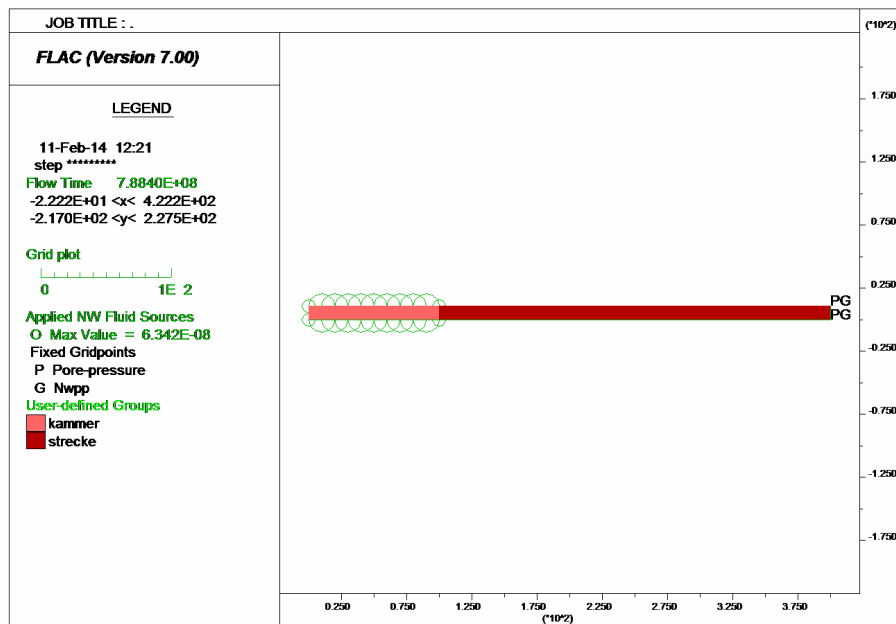 JOB TITLE : .
FLAC (Version 7.00)
LEGEND
11-Feb-14 12:21
step *********
Flow Time 7.8840E+08
-2.222E+01 <x< 4.222E+02
-2.170E+02 <y< 2.275E+02
Grid plot
0 1E 2
Applied NW Fluid Sources
O Max Value = 6.342E-08
Fixed Gridpoints
P Pore-pressure
G Nwpp
User-defined Groups
kammer
strecke
PG
PG
(*10^2)
1.750
1.250
0.750
0.250
-0.250
-0.750
-1.250
-1.750
0.250 0.750 1.250 1.750 2.250 2.750 3.250 3.750
(*10^2)